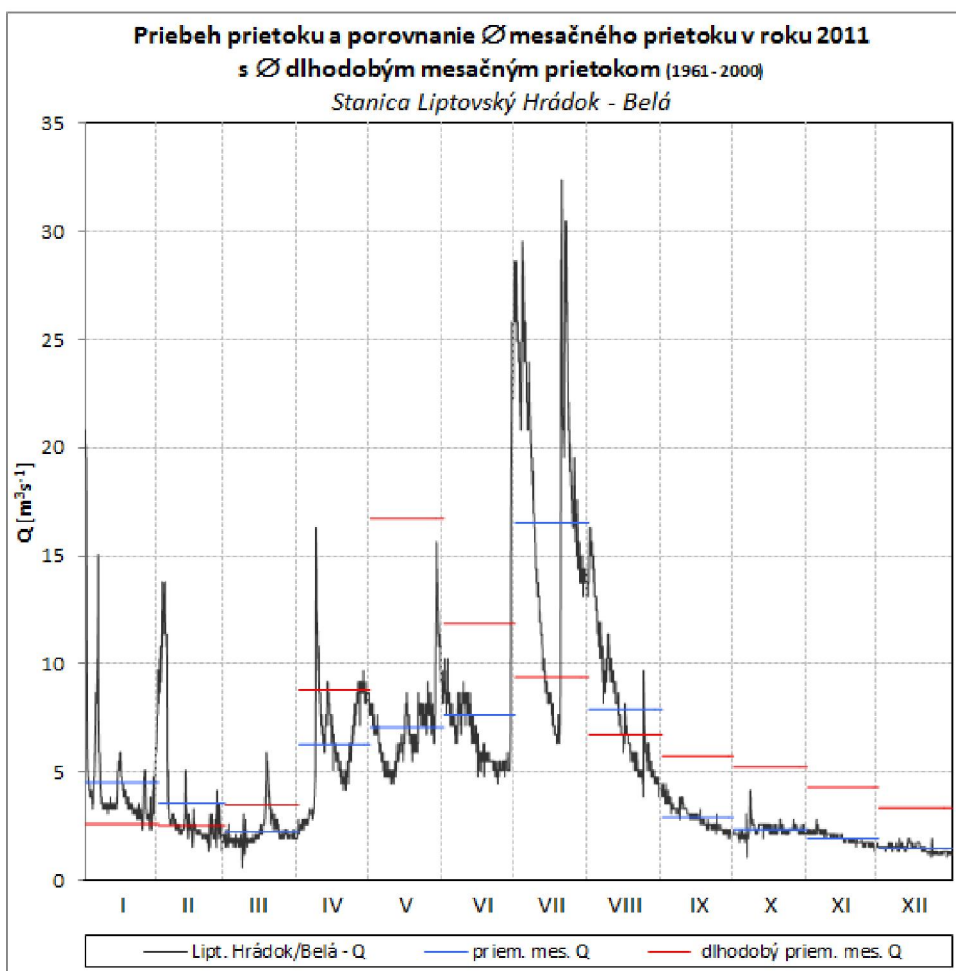 Priebeh prietoku a porovnanie ∅ mesačného prietoku v roku 2011
s ∅ dlhodobým mesačným prietokom (1961-2000)
Stanica Liptovský Hrádok - Belá
35
30
25
20
15
10
5
0
Q [m³s⁻¹]
I II III IV V VI VII VIII IX X XI XII
Lipt. Hrádok/Belá - Q priem. mes. Q dlhodobý priem. mes. Q